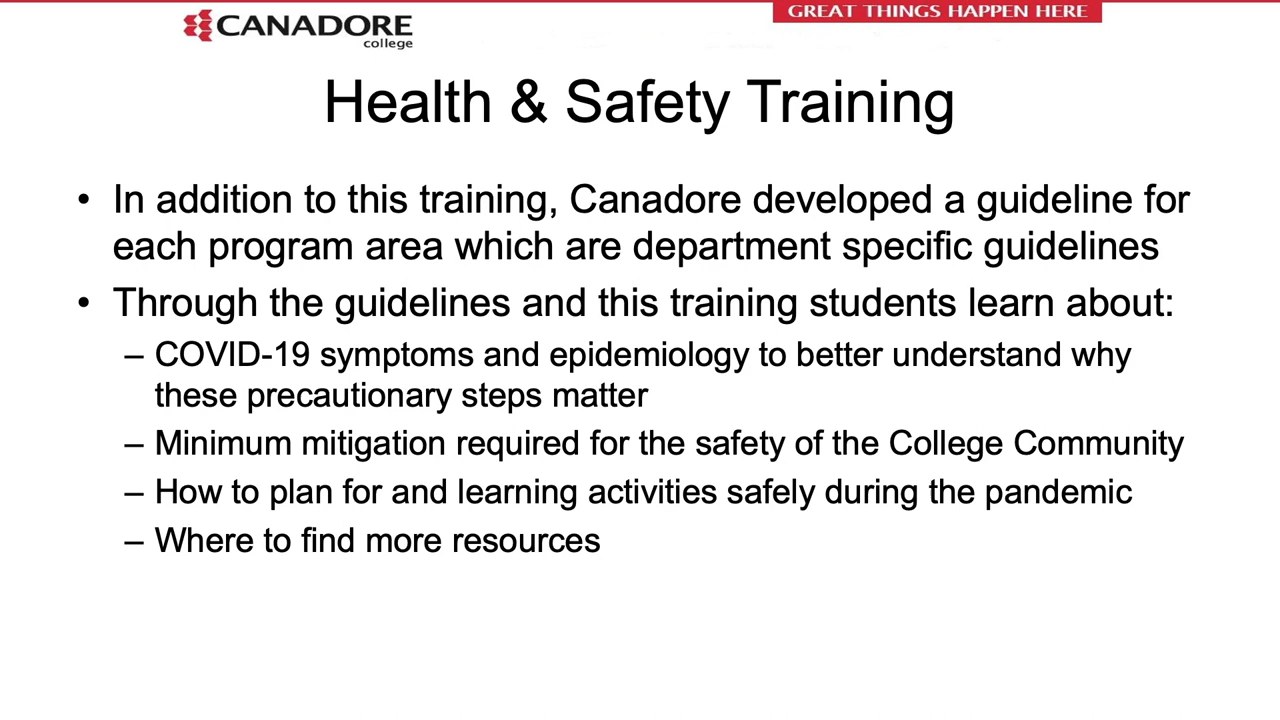 GREAT THINGS HAPPEN HERE
CANADORE
college
Health & Safety Training
• In addition to this training, Canadore developed a guideline for
each program area which are department specific guidelines
• Through the guidelines and this training students learn about:
– COVID-19 symptoms and epidemiology to better understand why
these precautionary steps matter
– Minimum mitigation required for the safety of the College Community
– How to plan for and learning activities safely during the pandemic
– Where to find more resources